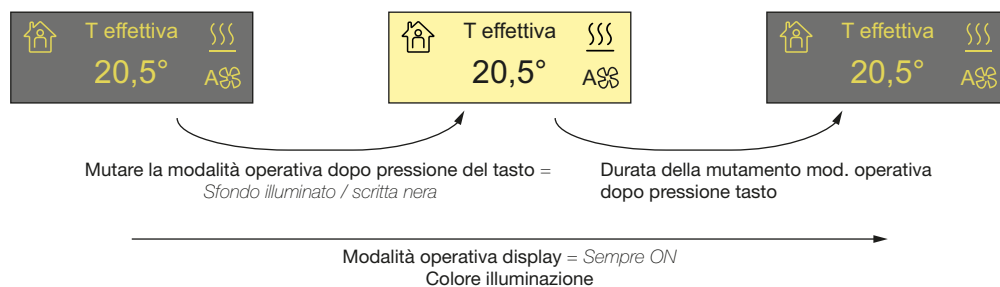 T effettiva
20,5°
A
T effettiva
20,5°
A
T effettiva
20,5°
A
Mutare la modalità operativa dopo pressione del tasto =
Sfondo illuminato / scritta nera
Durata della mutamento mod. operativa
dopo pressione tasto
Modalità operativa display = Sempre ON
Colore illuminazione